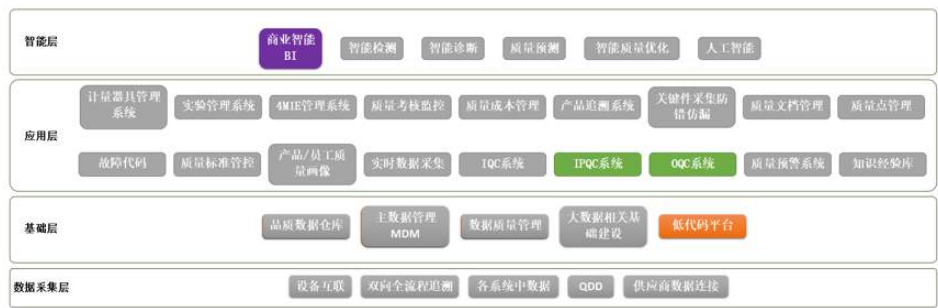 智能层
商业智能
BI
智能检测
智能诊断
质量预测
智能质量优化
人工智能
应用层
计量器具管理
系统
实验管理系统
4M1E管理系统
质量考核监控
质量成本管理
产品追溯系统
关键件采集防
错仿漏
质量文档管理
质量点管理
故障代码
质量标准管控
产品/员工质
量画像
实时数据采集
IQC系统
IPQC系统
OQC系统
质量预警系统
知识经验库
基础层
品质数据仓库
主数据管理
MDM
数据质量管理
大数据相关基
础建设
低代码平台
数据采集层
设备互联
双向全流程追溯
各系统中数据
QDD
供应商数据连接